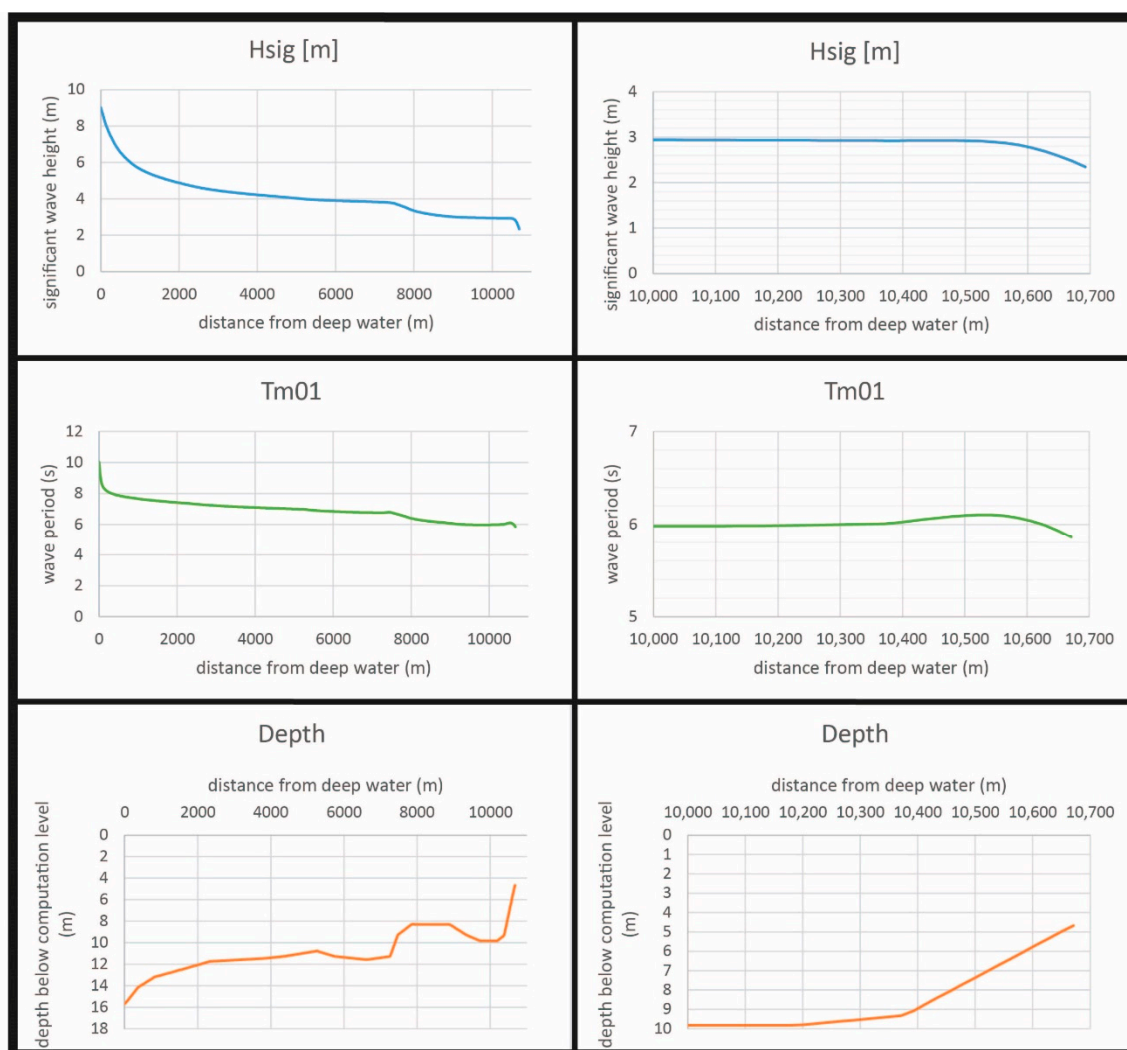 Hsig [m]
significant wave height (m)
10
8
6
4
2
0
0 2000 4000 6000 8000 10000
distance from deep water (m)
Hsig [m]
significant wave height (m)
4
3
2
1
0
10,000 10,100 10,200 10,300 10,400 10,500 10,600 10,700
distance from deep water (m)
Tm01
wave period (s)
12
10
8
6
4
2
0
0 2000 4000 6000 8000 10000
distance from deep water (m)
Tm01
wave period (s)
7
6
5
10,000 10,100 10,200 10,300 10,400 10,500 10,600 10,700
distance from deep water (m)
Depth
distance from deep water (m)
0 2000 4000 6000 8000 10000
depth below computation level
(m)
0
2
4
6
8
10
12
14
16
18
Depth
distance from deep water (m)
10,000 10,100 10,200 10,300 10,400 10,500 10,600 10,700
depth below computation level
(m)
0
1
2
3
4
5
6
7
8
9
10